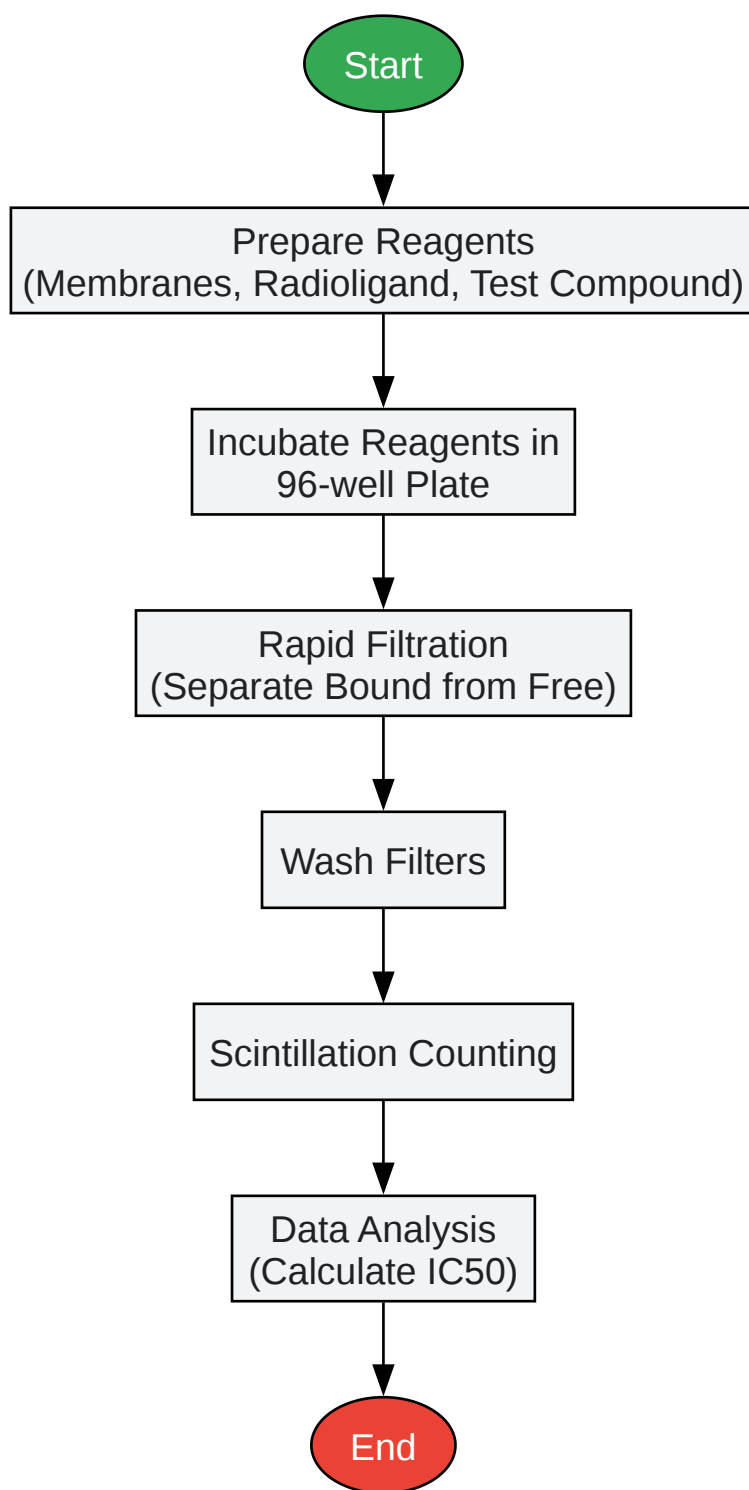 Start
Prepare Reagents
(Membranes, Radioligand, Test Compound)
Incubate Reagents in
96-well Plate
Rapid Filtration
(Separate Bound from Free)
Wash Filters
Scintillation Counting
Data Analysis
(Calculate IC50)
End